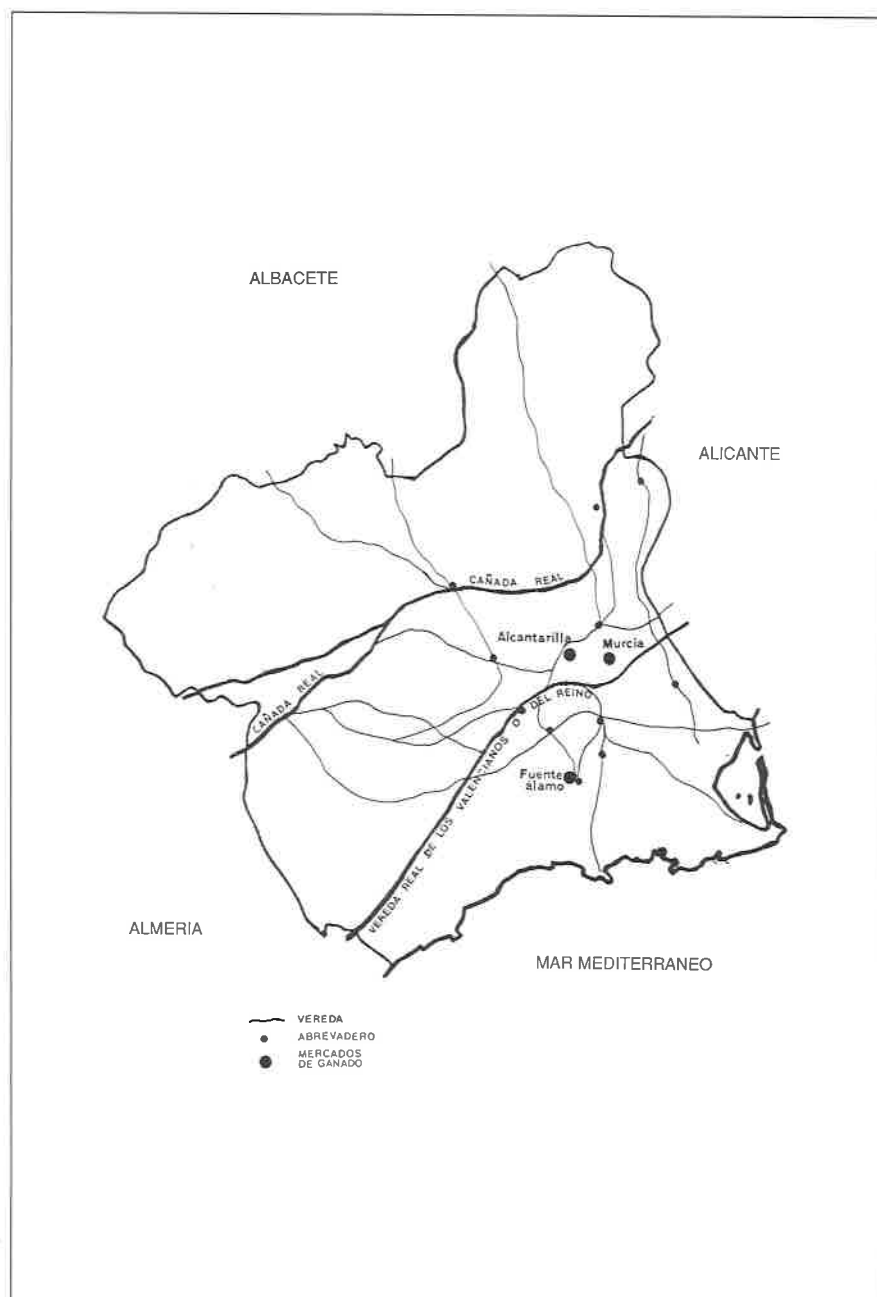 ALBACETE
ALICANTE
CAÑADA REAL
Alcantarilla
Murcia
CAÑADA REAL
VEREDA REAL DE LOS VALENCIANOS O DEL REINO
Fuente
álamo
ALMERIA
MAR MEDITERRANEO
VEREDA
ABREVADERO
MERCADOS
DE GANADO